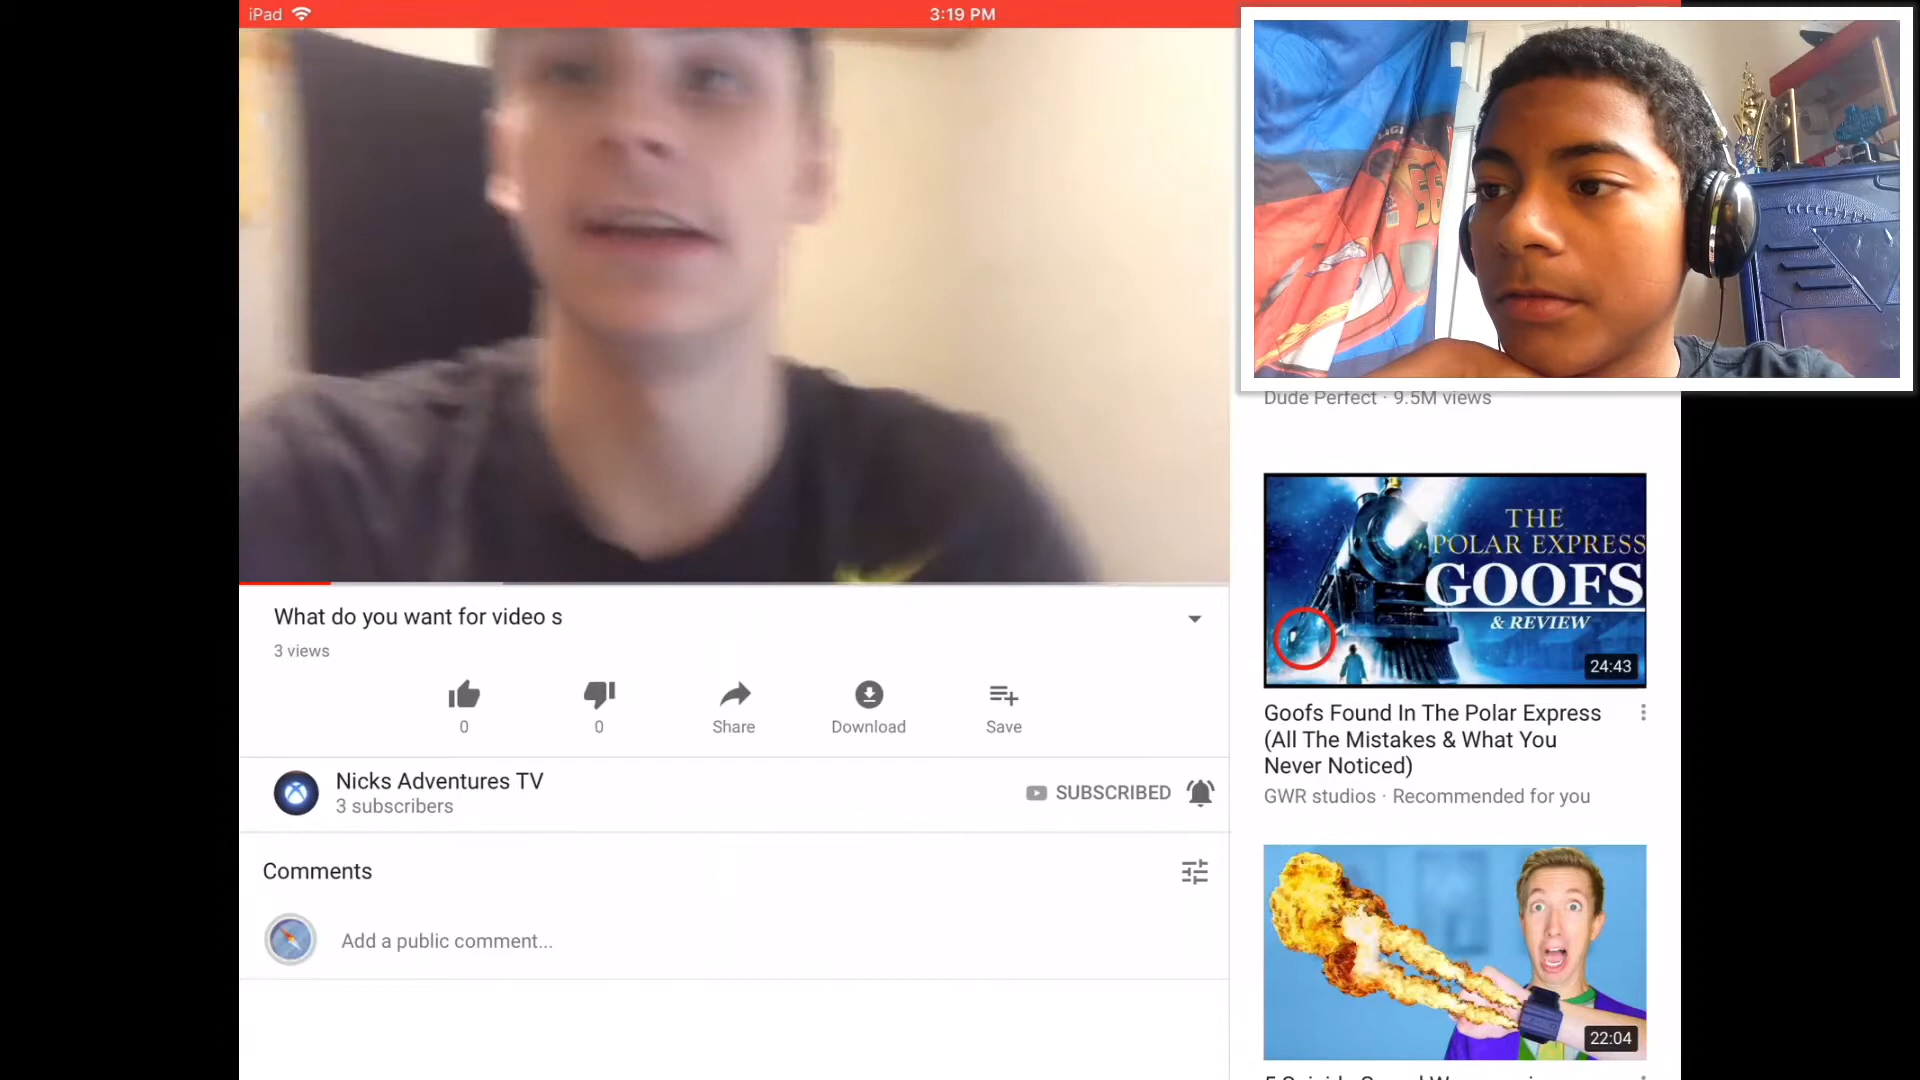 iPad
3:19 PM
What do you want for video s
3 views
0
0
Share
Download
Save
Nicks Adventures TV
3 subscribers
SUBSCRIBED
Comments
Add a public comment...
Dude Perfect · 9.5M views
THE
POLAR EXPRESS
GOOFS
& REVIEW
24:43
Goofs Found In The Polar Express
(All The Mistakes & What You
Never Noticed)
GWR studios · Recommended for you
22:04
95